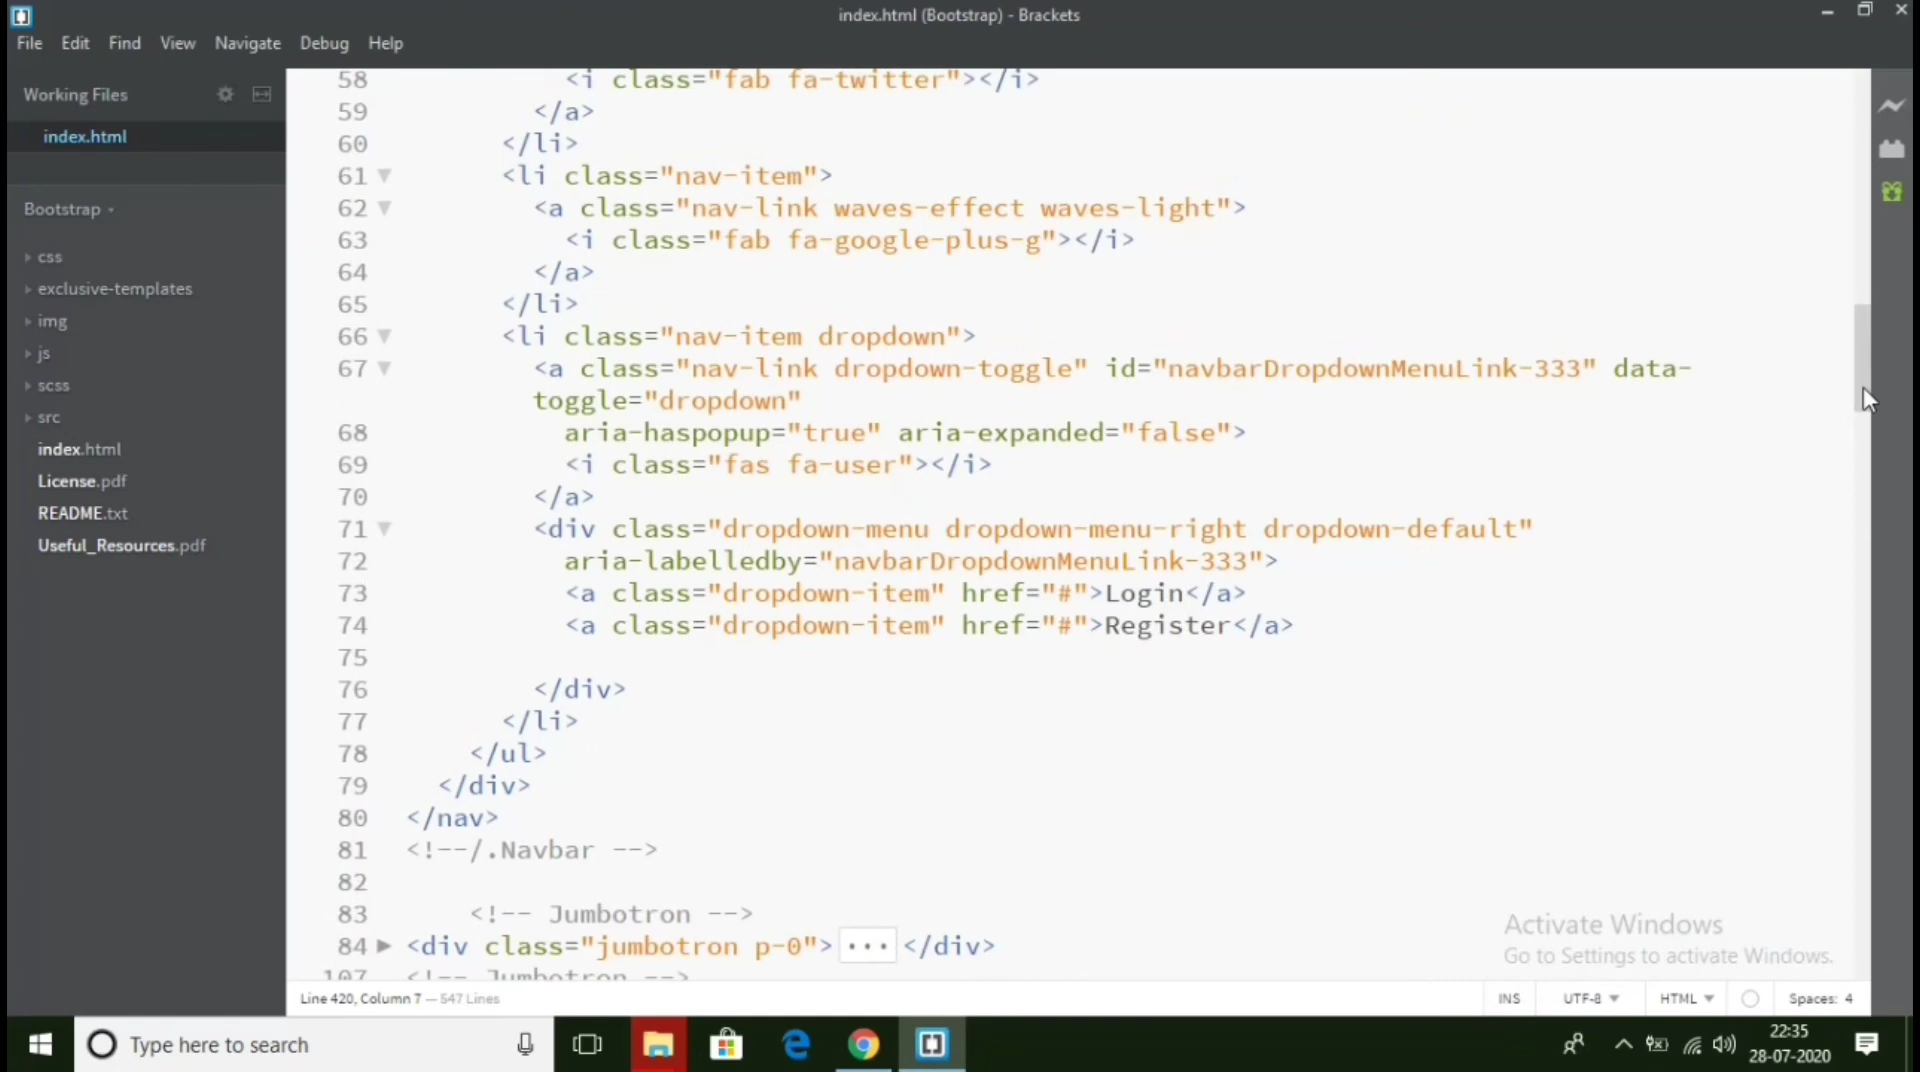 index.html (Bootstrap) - Brackets
File Edit Find View Navigate Debug Help
Working Files
index.html
Bootstrap
css
exclusive-templates
img
js
scss
src
index.html
License.pdf
README.txt
Useful_Resources.pdf
58 <i class="fab fa-twitter"></i>
59 </a>
60 </li>
61 <li class="nav-item">
62 <a class="nav-link waves-effect waves-light">
63 <i class="fab fa-google-plus-g"></i>
64 </a>
65 </li>
66 <li class="nav-item dropdown">
67 <a class="nav-link dropdown-toggle" id="navbarDropdownMenuLink-333" data-
toggle="dropdown"
68 aria-haspopup="true" aria-expanded="false">
69 <i class="fas fa-user"></i>
70 </a>
71 <div class="dropdown-menu dropdown-menu-right dropdown-default"
72 aria-labelledby="navbarDropdownMenuLink-333">
73 <a class="dropdown-item" href="#">Login</a>
74 <a class="dropdown-item" href="#">Register</a>
75
76 </div>
77 </li>
78 </ul>
79 </div>
80 </nav>
81 <!--/.Navbar -->
82
83 <!-- Jumbotron -->
84 <div class="jumbotron p-0">...</div>
107 <!-- Jumbotron -->
Activate Windows
Go to Settings to activate Windows.
Line 420, Column 7 — 547 Lines
INS UTF-8 HTML Spaces: 4
Type here to search
22:35
28-07-2020